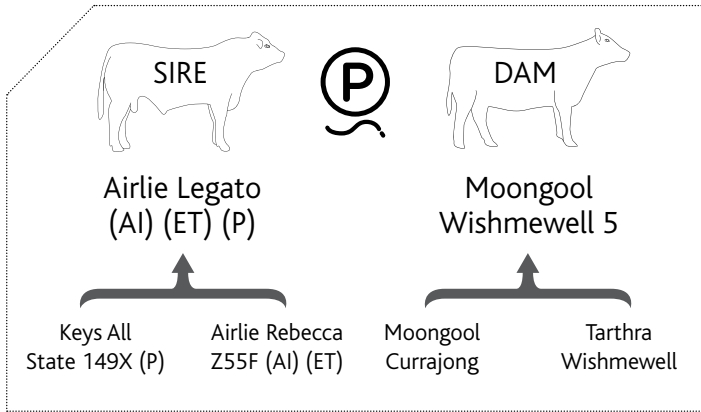 SIRE
P
DAM
Airlie Legato
(AI) (ET) (P)
Moongool
Wishmewell 5
Keys All
State 149X (P)
Airlie Rebecca
Z55F (AI) (ET)
Moongool
Currajong
Tarthra
Wishmewell